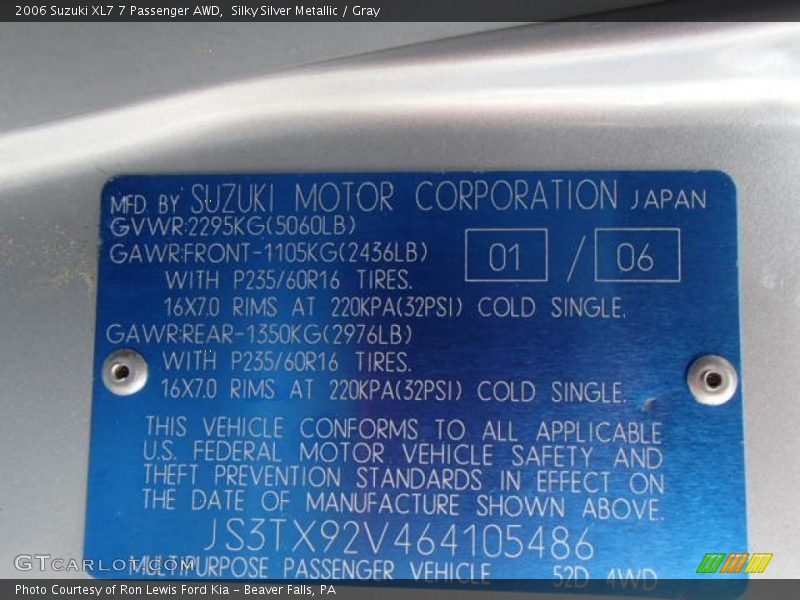 2006 Suzuki XL7 7 Passenger AWD,  Silky Silver Metallic / Gray
MFD BY SUZUKI MOTOR CORPORATION JAPAN
GVWR:2295KG(5060LB)
GAWR:FRONT-1105KG(2436LB) 01 / 06
WITH P235/60R16 TIRES.
16X7.0 RIMS AT 220KPA(32PSI) COLD SINGLE.
GAWR:REAR-1350KG(2976LB)
WITH P235/60R16 TIRES.
16X7.0 RIMS AT 220KPA(32PSI) COLD SINGLE.
THIS VEHICLE CONFORMS TO ALL APPLICABLE
U.S. FEDERAL MOTOR VEHICLE SAFETY AND
THEFT PREVENTION STANDARDS IN EFFECT ON
THE DATE OF MANUFACTURE SHOWN ABOVE.
JS3TX92V464105486
MULTIPURPOSE PASSENGER VEHICLE 52D 4WD
GTcarLot.com
Photo Courtesy of Ron Lewis Ford Kia - Beaver Falls, PA